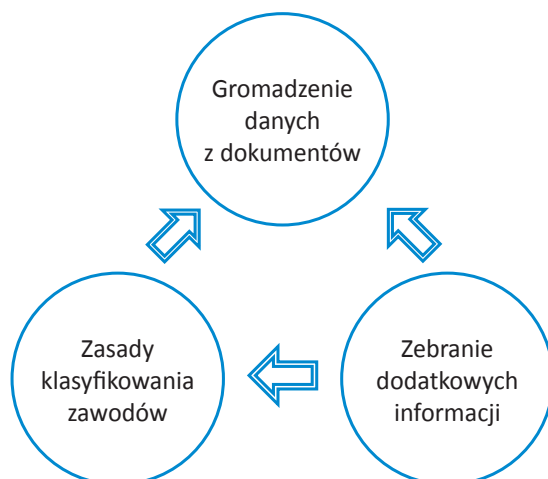 Gromadzenie
danych
z dokumentów
Zasady
klasyfikowania
zawodów
Zebranie
dodatkowych
informacji